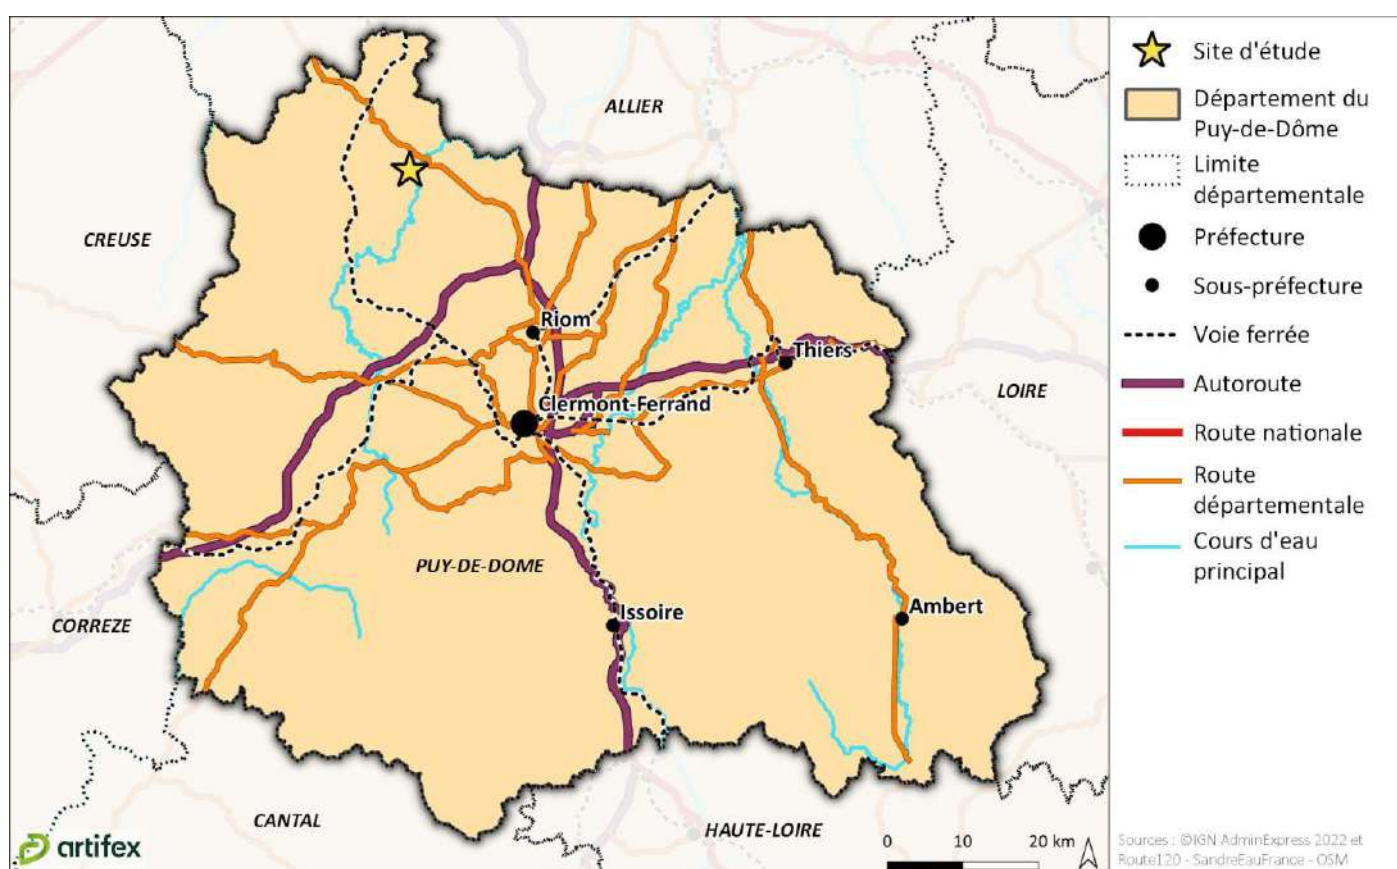 ALLIER
CREUSE
Riom
Thiers
LOIRE
Clermont-Ferrand
PUY-DE-DOME
Issoire
Ambert
CORREZE
CANTAL
HAUTE-LOIRE
0 10 20 km
artifex
Site d'étude
Département du
Puy-de-Dôme
Limite
départementale
Préfecture
Sous-préfecture
Voie ferrée
Autoroute
Route nationale
Route
départementale
Cours d'eau
principal
Sources : ©IGN AdminExpress 2022 et
Route120 - SandreEauFrance - OSM